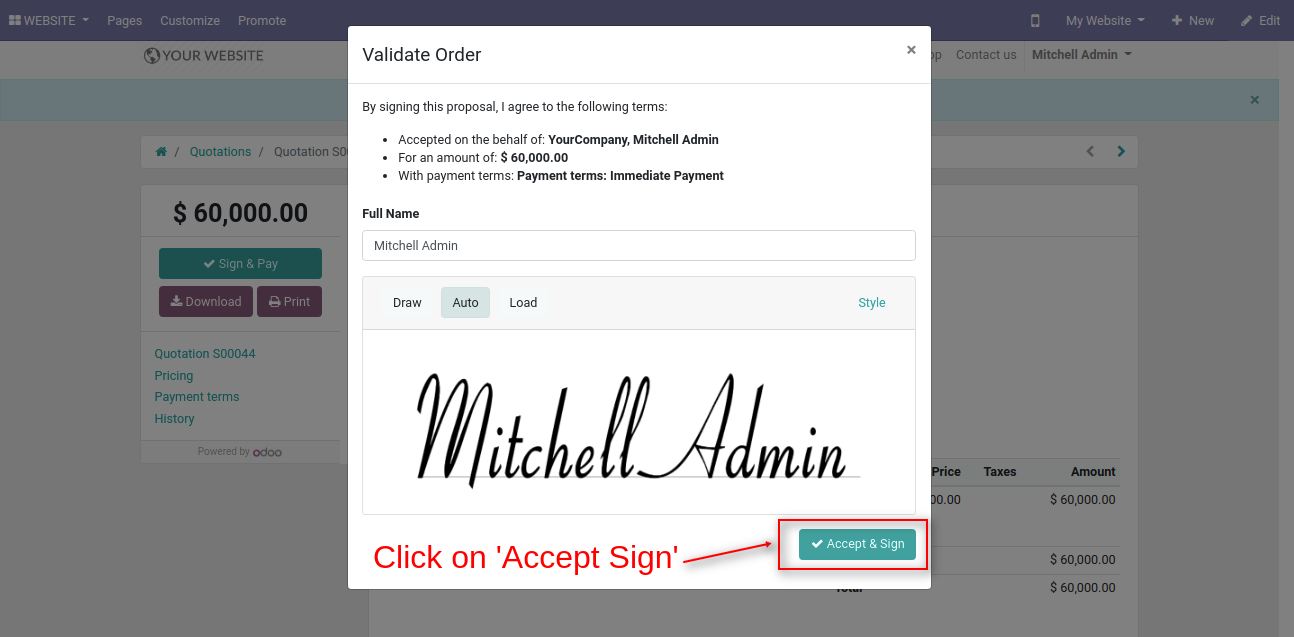 WEBSITE Pages Customize Promote My Website New Edit
YOUR WEBSITE Contact us Mitchell Admin
×
Quotations / Quotation S00
$ 60,000.00
Sign & Pay
Download Print
Quotation S00044
Pricing
Payment terms
History
Powered by odoo
Validate Order ×
By signing this proposal, I agree to the following terms:
• Accepted on the behalf of: YourCompany, Mitchell Admin
• For an amount of: $ 60,000.00
• With payment terms: Payment terms: Immediate Payment
Full Name
Mitchell Admin
Draw Auto Load Style
Mitchell Admin
Click on 'Accept Sign'
Accept & Sign
Price Taxes Amount
00.00 $ 60,000.00
$ 60,000.00
Total $ 60,000.00